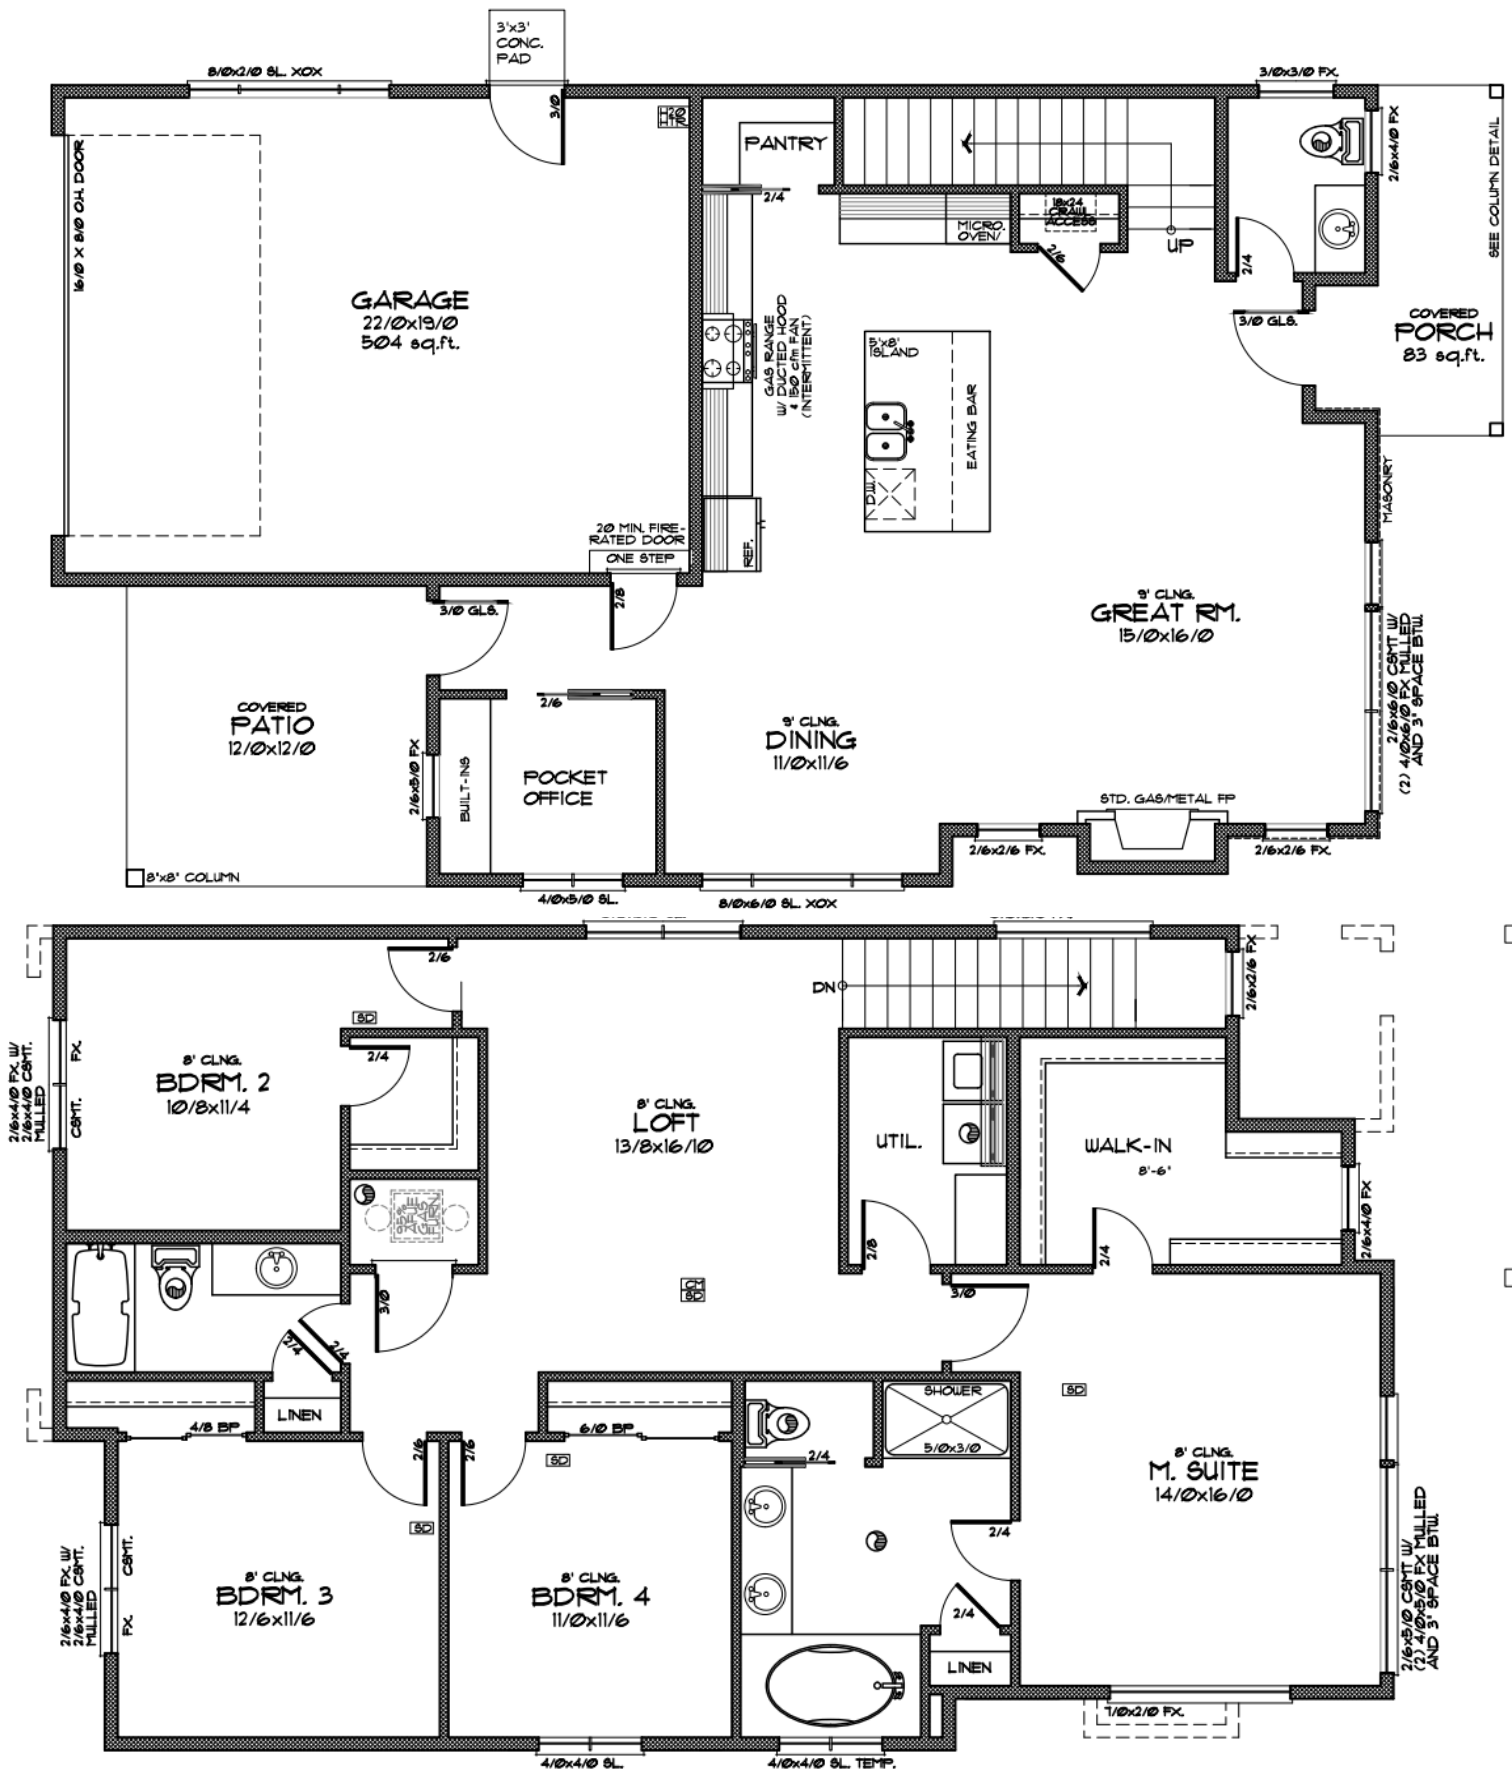 3'x3'
CONC.
PAD
8/0x2/0 SL. XOX
3/0
H20
HTR
16/0 X 8/0 O.H. DOOR
GARAGE
22/0x19/0
504 sq.ft.
20 MIN. FIRE-
RATED DOOR
ONE STEP
2/8
PANTRY
2/4
MICRO.
OVEN/
18x24
CRAWL
ACCESS
2/6
UP
3/0x3/0 FX.
2/6x4/0 FX
2/4
3/0 GLS.
SEE COLUMN DETAIL
COVERED
PORCH
83 sq.ft.
GAS RANGE
W/ DUCTED HOOD
& 150 cfm FAN
(INTERMITTENT)
5'x8'
ISLAND
EATING BAR
D.W.
REF.
MASONRY
9' CLNG.
GREAT RM.
15/0x16/0
2/6x6/0 CSMT W/
(2) 4/0x6/0 FX MULLED
AND 3" SPACE BTW.
3/0 GLS.
COVERED
PATIO
12/0x12/0
8"x8" COLUMN
2/6x5/0 FX
BUILT-INS
2/6
POCKET
OFFICE
4/0x5/0 SL.
9' CLNG.
DINING
11/0x11/6
8/0x6/0 SL. XOX
STD. GAS/METAL FP
2/6x2/6 FX.
2/6x2/6 FX.
2/6
SD
8' CLNG.
BDRM. 2
10/8x11/4
2/6x4/0 FX. W/
2/6x4/0 CSMT.
MULLED
FX.
CSMT.
2/4
8' CLNG.
LOFT
13/8x16/10
DN
2/6x2/6 FX
UTIL.
2/8
WALK-IN
8'-6"
2/4
2/6x4/0 FX
95%
AFUE
GAS
FURN
3/0
CM
SD
3/0
2/4
2/4
LINEN
4/8 BP
6/0 BP
2/6
2/6
SD
SD
2/6x4/0 FX. W/
2/6x4/0 CSMT.
MULLED
CSMT.
FX.
8' CLNG.
BDRM. 3
12/6x11/6
8' CLNG.
BDRM. 4
11/0x11/6
4/0x4/0 SL.
SHOWER
5/0x3/0
2/4
2/4
2/4
LINEN
4/0x4/0 SL. TEMP.
SD
8' CLNG.
M. SUITE
14/0x16/0
7/0x2/0 FX.
2/6x5/0 CSMT W/
(2) 4/0x5/0 FX MULLED
AND 3" SPACE BTW.